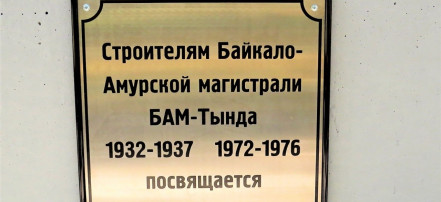 Строителям Байкало-
Амурской магистрали
БАМ-Тында
1932-1937 1972-1976
посвящается